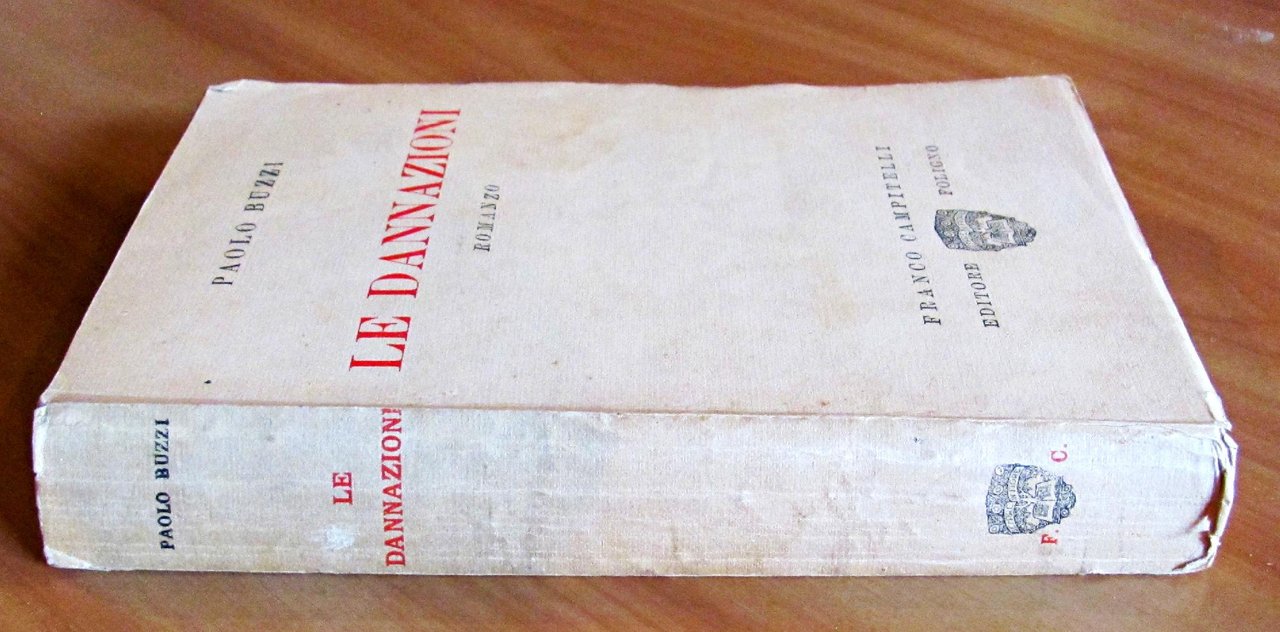 PAOLO BUZZI
LE DANNAZIONI
ROMANZO
FRANCO CAMPITELLI
EDITORE FOLIGNO
PAOLO BUZZI
LE
DANNAZIONI
F. C.